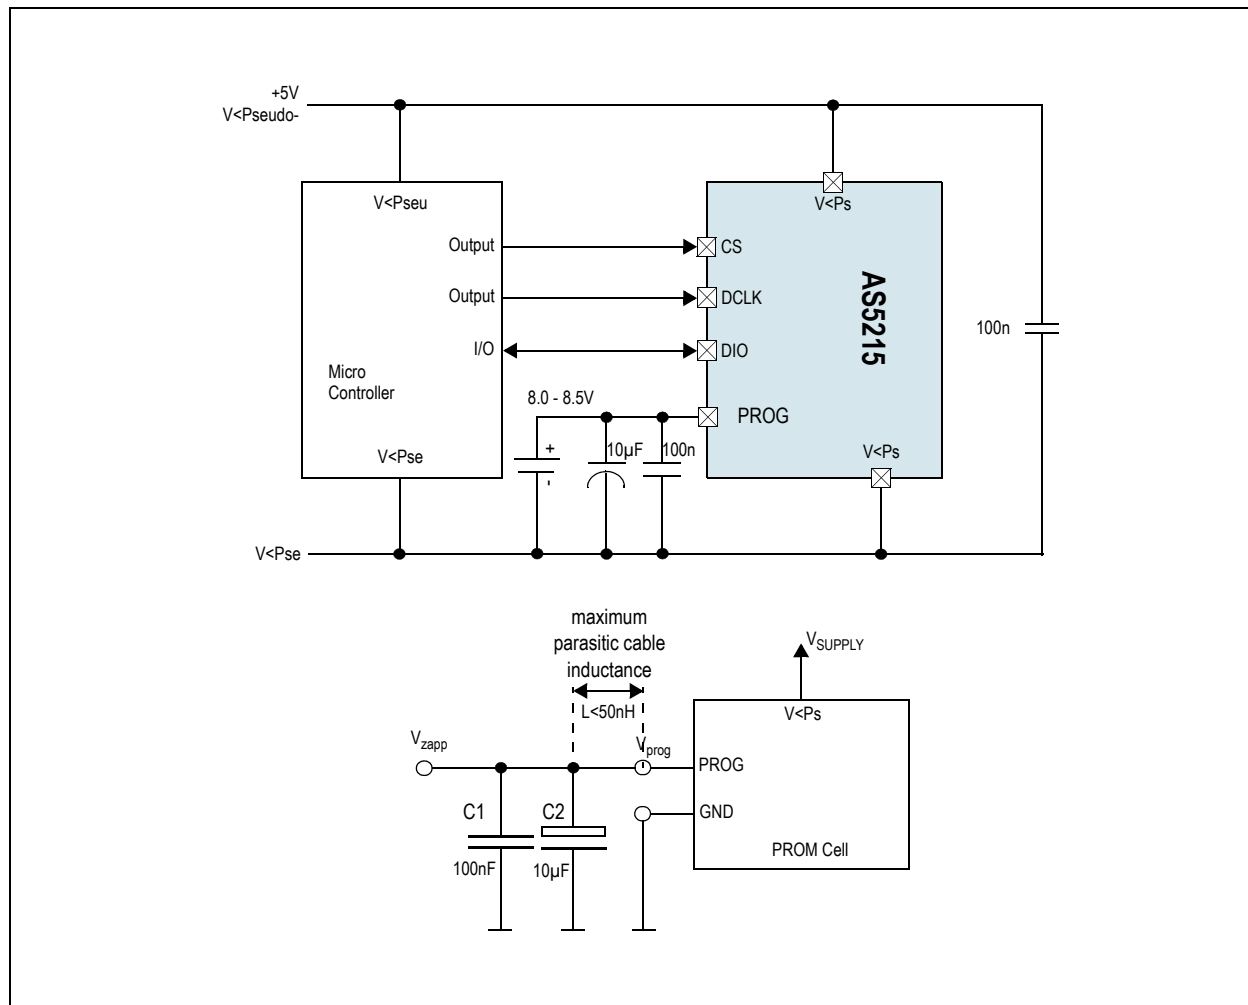 +5V
V<Pseudo-
V<Pseu
V<Ps
Output
CS
Output
DCLK
AS5215
100n
I/O
DIO
Micro
Controller
8.0 - 8.5V
PROG
+
10µF
100n
-
V<Pse
V<Ps
V<Pse
maximum
parasitic cable
inductance
L<50nH
VSUPPLY
V<Ps
Vzapp
Vprog
PROG
C1
C2
GND
100nF
10µF
PROM Cell